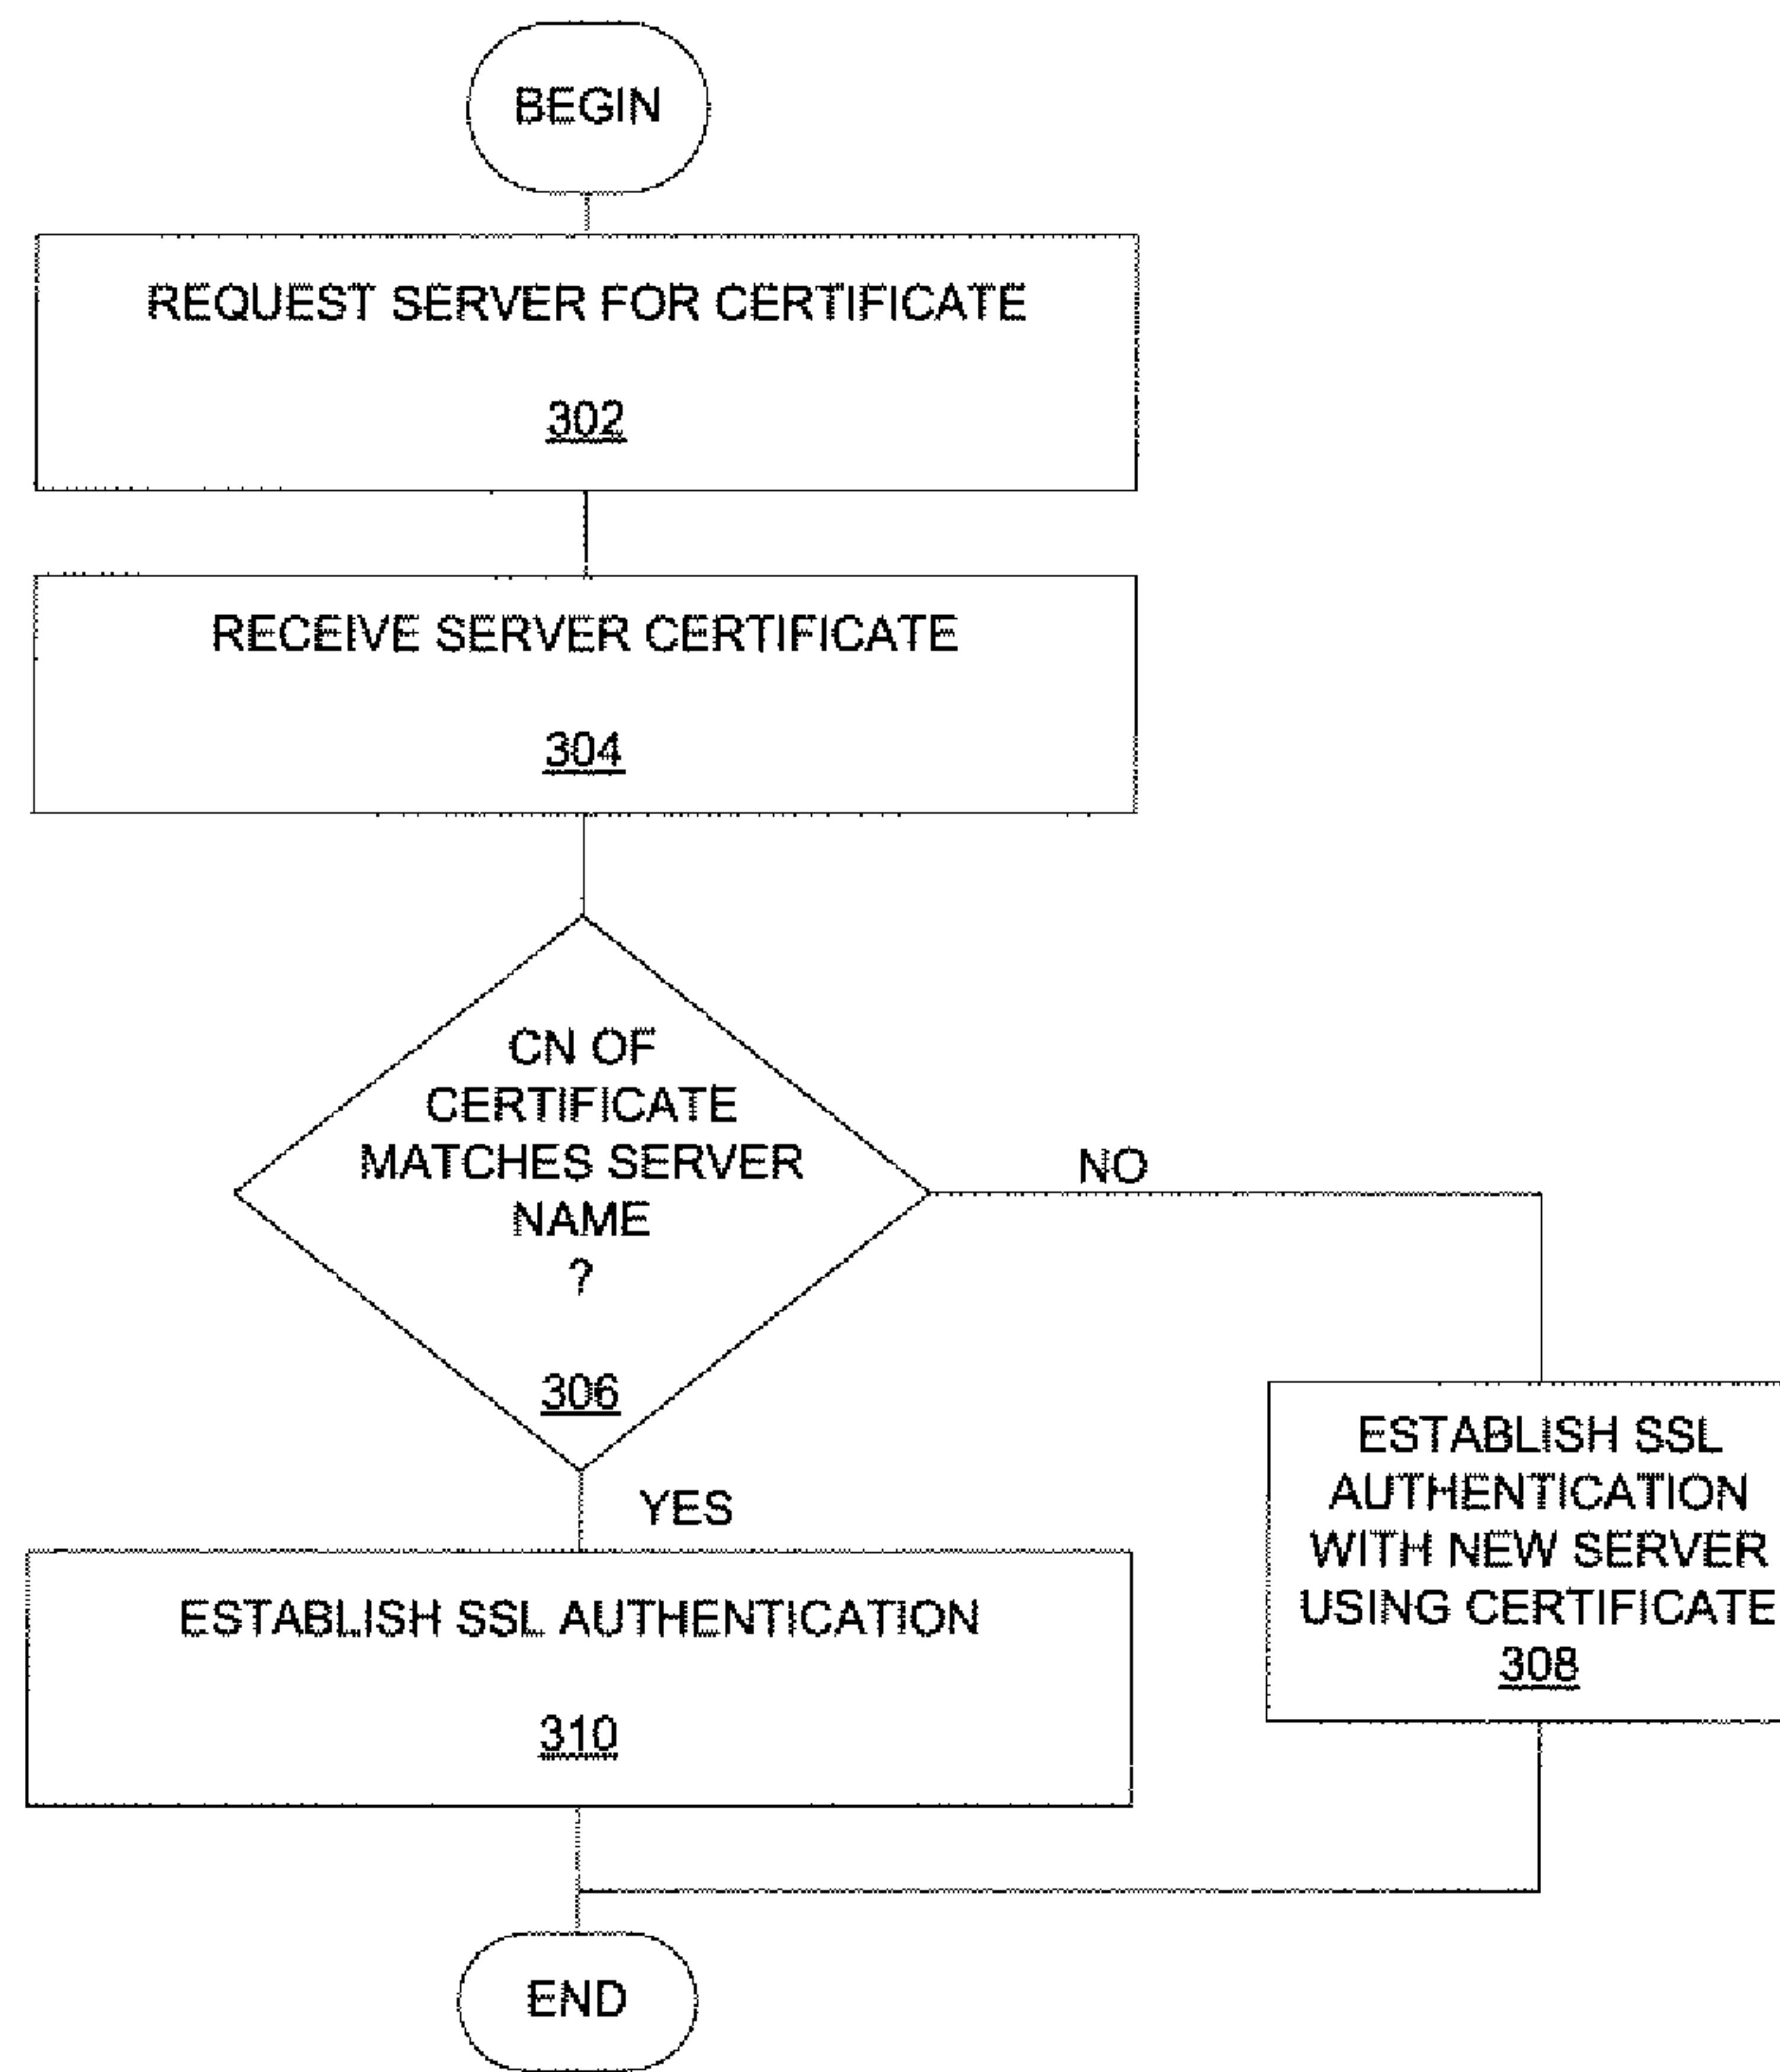 BEGIN
REQUEST SERVER FOR CERTIFICATE
302
RECEIVE SERVER CERTIFICATE
304
CN OF
CERTIFICATE
MATCHES SERVER
NAME
?
306
NO
YES
ESTABLISH SSL
AUTHENTICATION
WITH NEW SERVER
USING CERTIFICATE
308
ESTABLISH SSL AUTHENTICATION
310
END